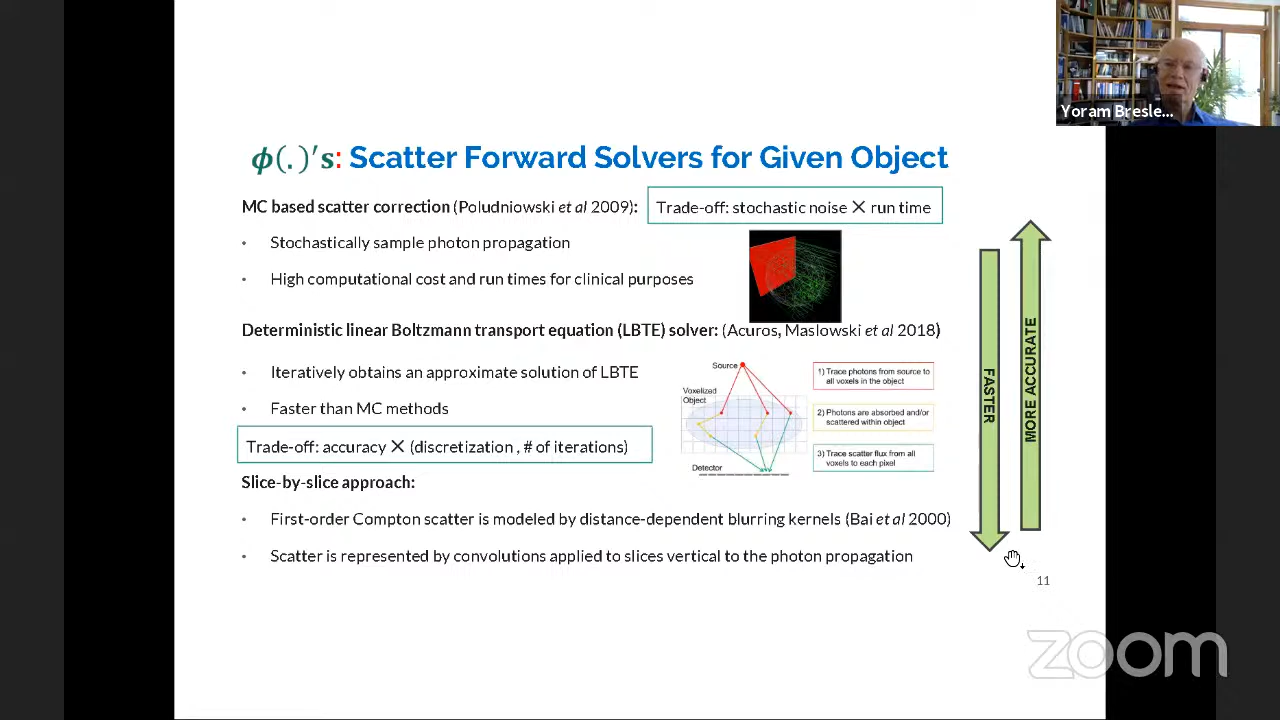 Yoram Bresle...
ϕ(.)′s: Scatter Forward Solvers for Given Object
MC based scatter correction (Poludniowski et al 2009):
Trade-off: stochastic noise ✕ run time
• Stochastically sample photon propagation
• High computational cost and run times for clinical purposes
Deterministic linear Boltzmann transport equation (LBTE) solver: (Acuros, Maslowski et al 2018)
• Iteratively obtains an approximate solution of LBTE
• Faster than MC methods
Trade-off: accuracy ✕ (discretization , # of iterations)
Source
Voxelized
Object
Detector
1) Trace photons from source to
all voxels in the object
2) Photons are absorbed and/or
scattered within object
3) Trace scatter flux from all
voxels to each pixel
Slice-by-slice approach:
• First-order Compton scatter is modeled by distance-dependent blurring kernels (Bai et al 2000)
• Scatter is represented by convolutions applied to slices vertical to the photon propagation
FASTER
MORE ACCURATE
11
zoom